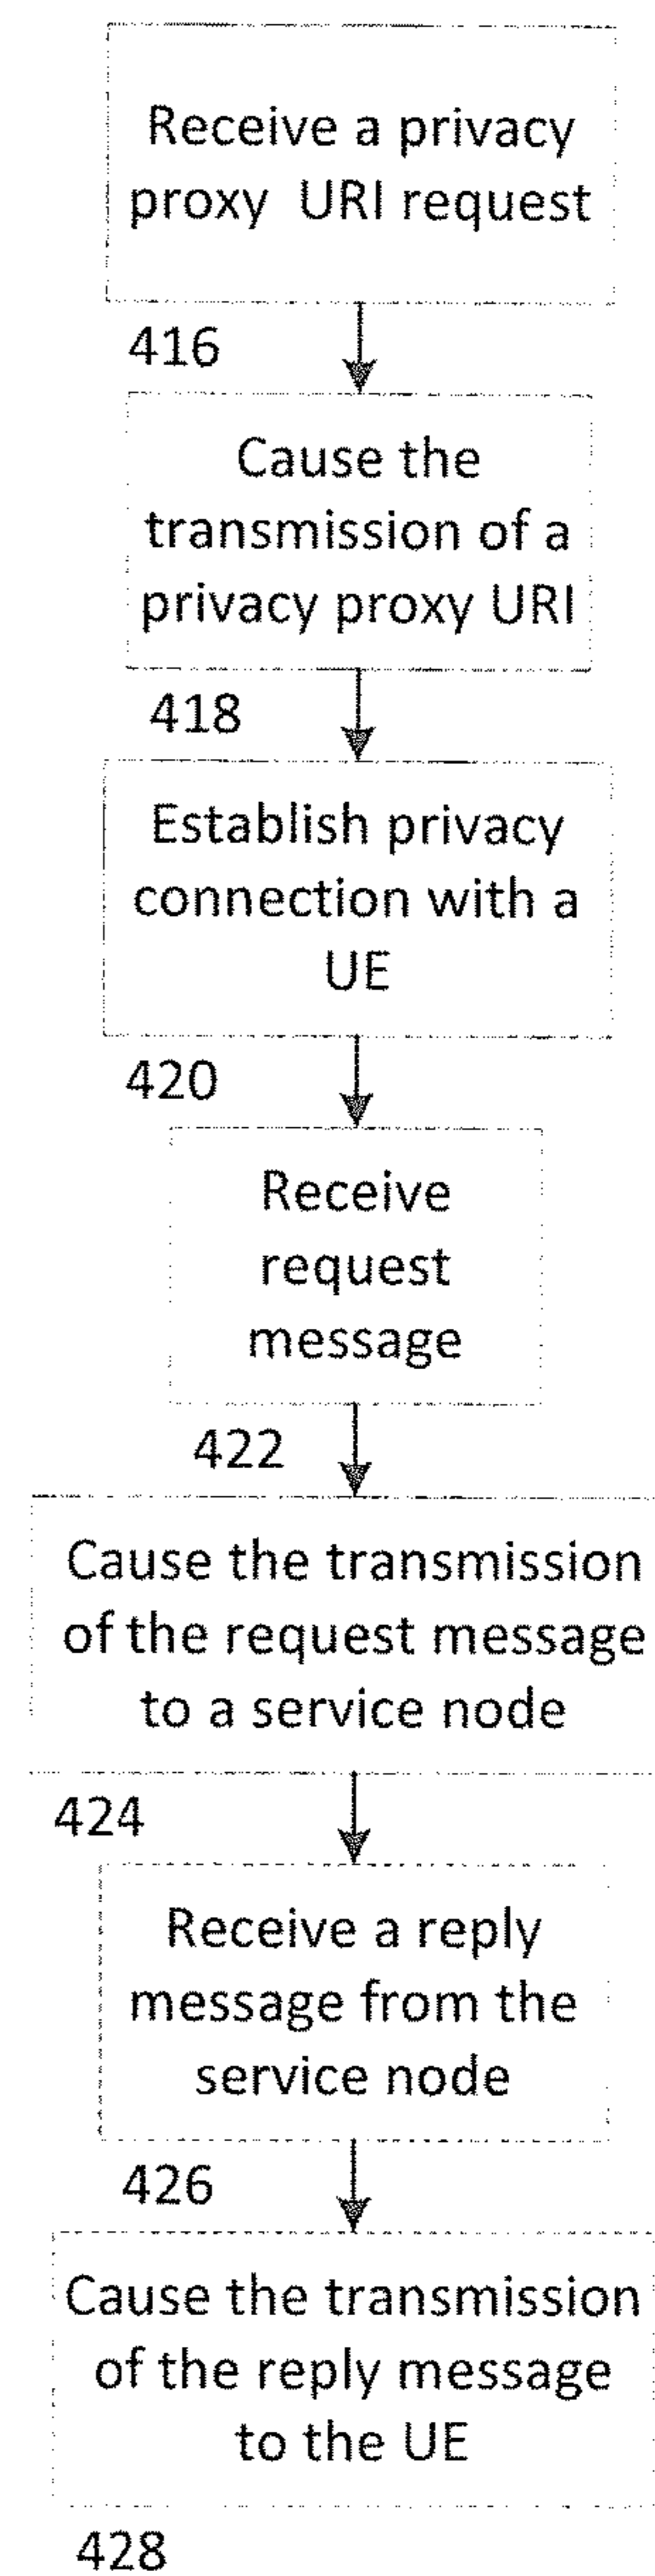 Receive a privacy
proxy URI request
416
Cause the
transmission of a
privacy proxy URI
418
Establish privacy
connection with a
UE
420
Receive
request
message
422
Cause the transmission
of the request message
to a service node
424
Receive a reply
message from the
service node
426
Cause the transmission
of the reply message
to the UE
428